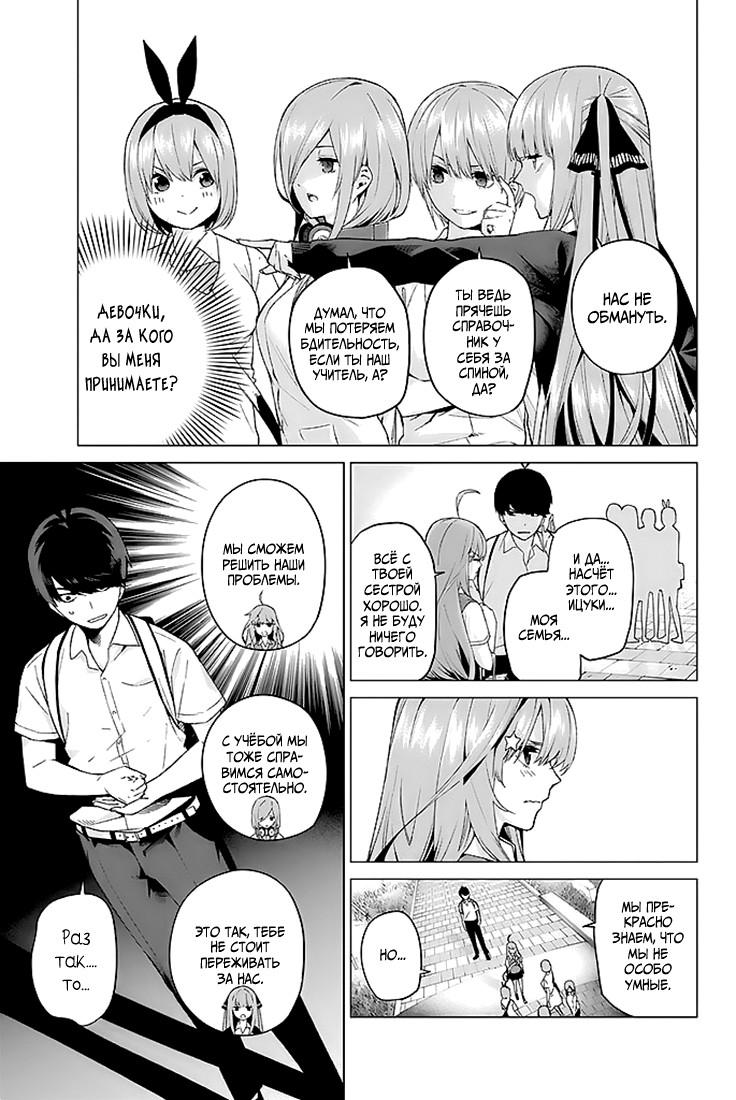 НАС НЕ
ОБМАНУТЬ.
ТЫ ВЕДЬ
ПРЯЧЕШЬ
СПРАВОЧ-
НИК У
СЕБЯ ЗА
СПИНОЙ,
ДА?
ДУМАЛ, ЧТО
МЫ ПОТЕРЯЕМ
БДИТЕЛЬНОСТЬ,
ЕСЛИ ТЫ НАШ
УЧИТЕЛЬ, А?
ДЕВОЧКИ,
ДА ЗА КОГО
ВЫ МЕНЯ
ПРИНИМАЕТЕ?
И ДА...
НАСЧЁТ
ЭТОГО...
ИЦУКИ...
МОЯ
СЕМЬЯ...
ВСЁ С
ТВОЕЙ
СЕСТРОЙ
ХОРОШО.
Я НЕ БУДУ
НИЧЕГО
ГОВОРИТЬ.
МЫ ПРЕ-
КРАСНО
ЗНАЕМ, ЧТО
МЫ НЕ
ОСОБО
УМНЫЕ.
НО...
МЫ СМОЖЕМ
РЕШИТЬ НАШИ
ПРОБЛЕМЫ.
С УЧЁБОЙ МЫ
ТОЖЕ СПРА-
ВИМСЯ САМО-
СТОЯТЕЛЬНО.
ЭТО ТАК, ТЕБЕ
НЕ СТОИТ
ПЕРЕЖИВАТЬ
ЗА НАС.
Раз
так....
то...